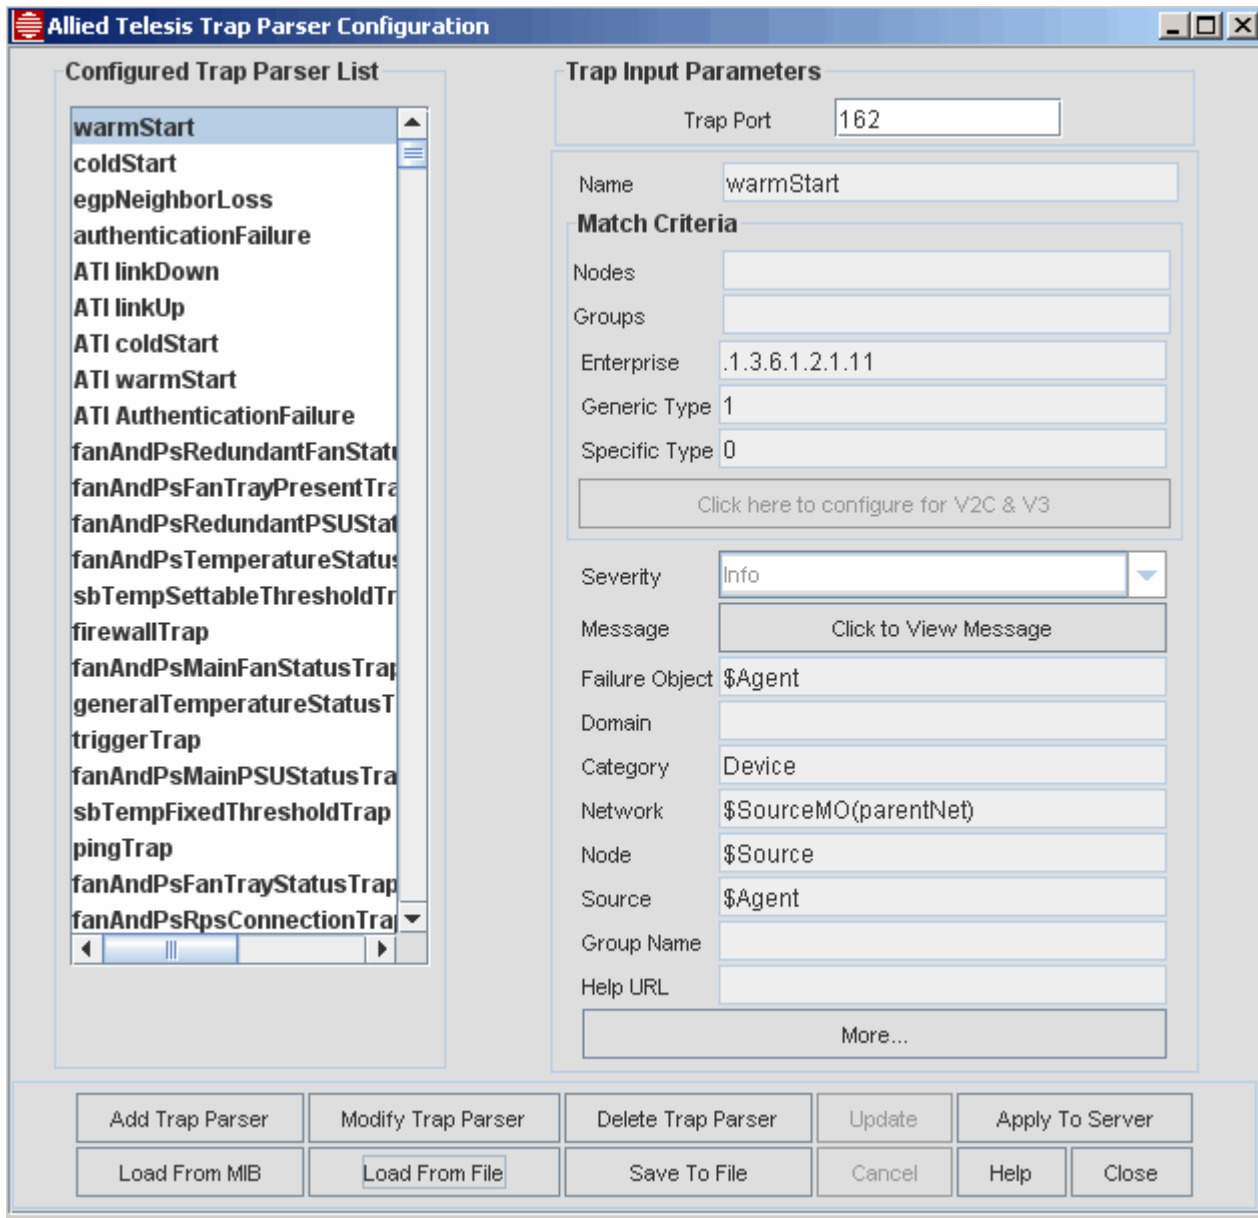 Allied Telesis Trap Parser Configuration
Configured Trap Parser List
warmStart
coldStart
egpNeighborLoss
authenticationFailure
ATI linkDown
ATI linkUp
ATI coldStart
ATI warmStart
ATI AuthenticationFailure
fanAndPsRedundantFanStatu
fanAndPsFanTrayPresentTra
fanAndPsRedundantPSUStat
fanAndPsTemperatureStatus
sbTempSettableThresholdTr
firewallTrap
fanAndPsMainFanStatusTrap
generalTemperatureStatusT
triggerTrap
fanAndPsMainPSUStatusTra
sbTempFixedThresholdTrap
pingTrap
fanAndPsFanTrayStatusTrap
fanAndPsRpsConnectionTrap
Trap Input Parameters
Trap Port 162
Name warmStart
Match Criteria
Nodes
Groups
Enterprise .1.3.6.1.2.1.11
Generic Type 1
Specific Type 0
Click here to configure for V2C & V3
Severity Info
Message Click to View Message
Failure Object $Agent
Domain
Category Device
Network $SourceMO(parentNet)
Node $Source
Source $Agent
Group Name
Help URL
More...
Add Trap Parser Modify Trap Parser Delete Trap Parser Update Apply To Server
Load From MIB Load From File Save To File Cancel Help Close